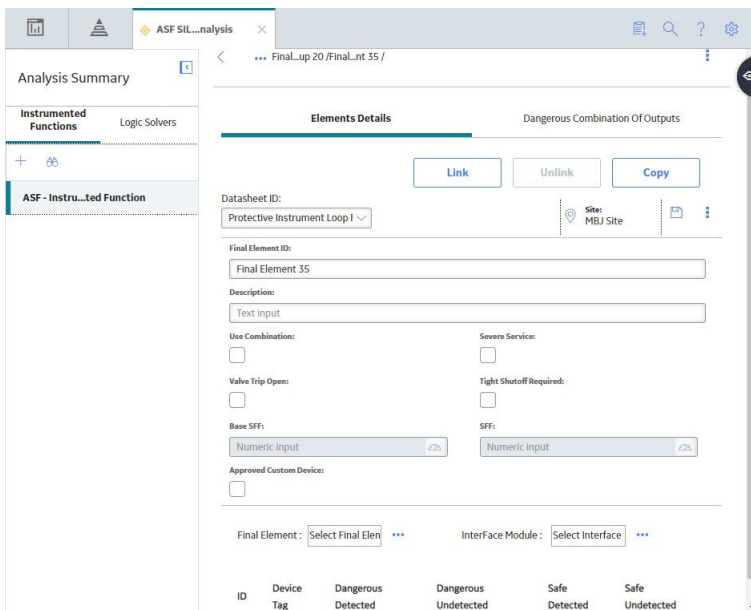 ASF SIL...nalysis
Analysis Summary
Instrumented Functions
Logic Solvers
ASF - Instru...ted Function
Final...up 20 /Final...nt 35 /
Elements Details
Dangerous Combination Of Outputs
Link
Unlink
Copy
Datasheet ID:
Protective Instrument Loop F
Site:
MBJ Site
Final Element ID:
Final Element 35
Description:
Text input
Use Combination:
Severe Service:
Valve Trip Open:
Tight Shutoff Required:
Base SFF:
SFF:
Numeric input
Numeric input
Approved Custom Device:
Final Element :
Select Final Elen
InterFace Module :
Select Interface
ID
Device Tag
Dangerous Detected
Dangerous Undetected
Safe Detected
Safe Undetected